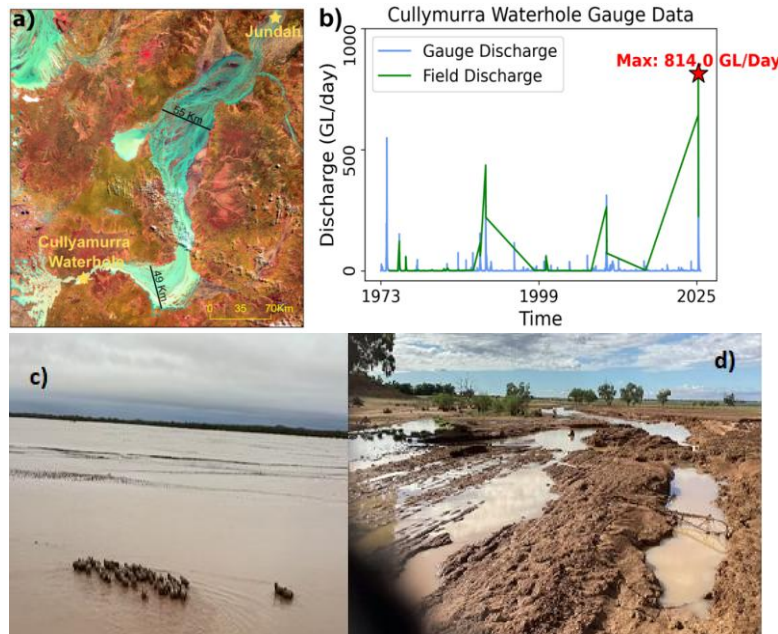 a)
Jundah
55 Km
Cullyamurra
Waterhole
49 Km
0 35 70Km
b)
Cullymurra Waterhole Gauge Data
Gauge Discharge
Field Discharge
Max: 814.0 GL/Day
Discharge (GL/day)
1000
500
0
1973
1999
2025
Time
c)
d)